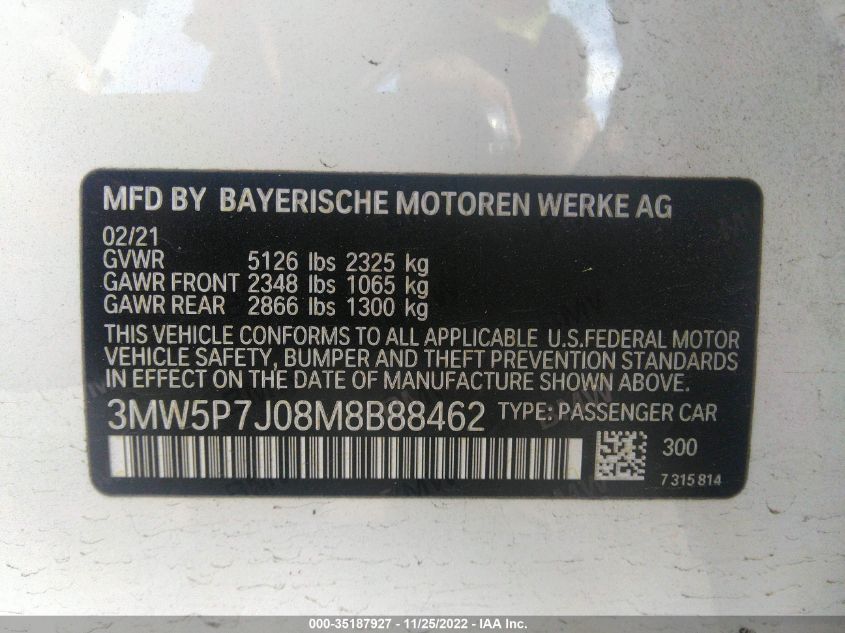 MFD BY BAYERISCHE MOTOREN WERKE AG
02/21
GVWR 5126 lbs 2325 kg
GAWR FRONT 2348 lbs 1065 kg
GAWR REAR 2866 lbs 1300 kg
THIS VEHICLE CONFORMS TO ALL APPLICABLE U.S.FEDERAL MOTOR
VEHICLE SAFETY, BUMPER AND THEFT PREVENTION STANDARDS
IN EFFECT ON THE DATE OF MANUFACTURE SHOWN ABOVE.
3MW5P7J08M8B88462 TYPE: PASSENGER CAR
300
7 315 814
000-35187927 - 11/25/2022 - IAA Inc.